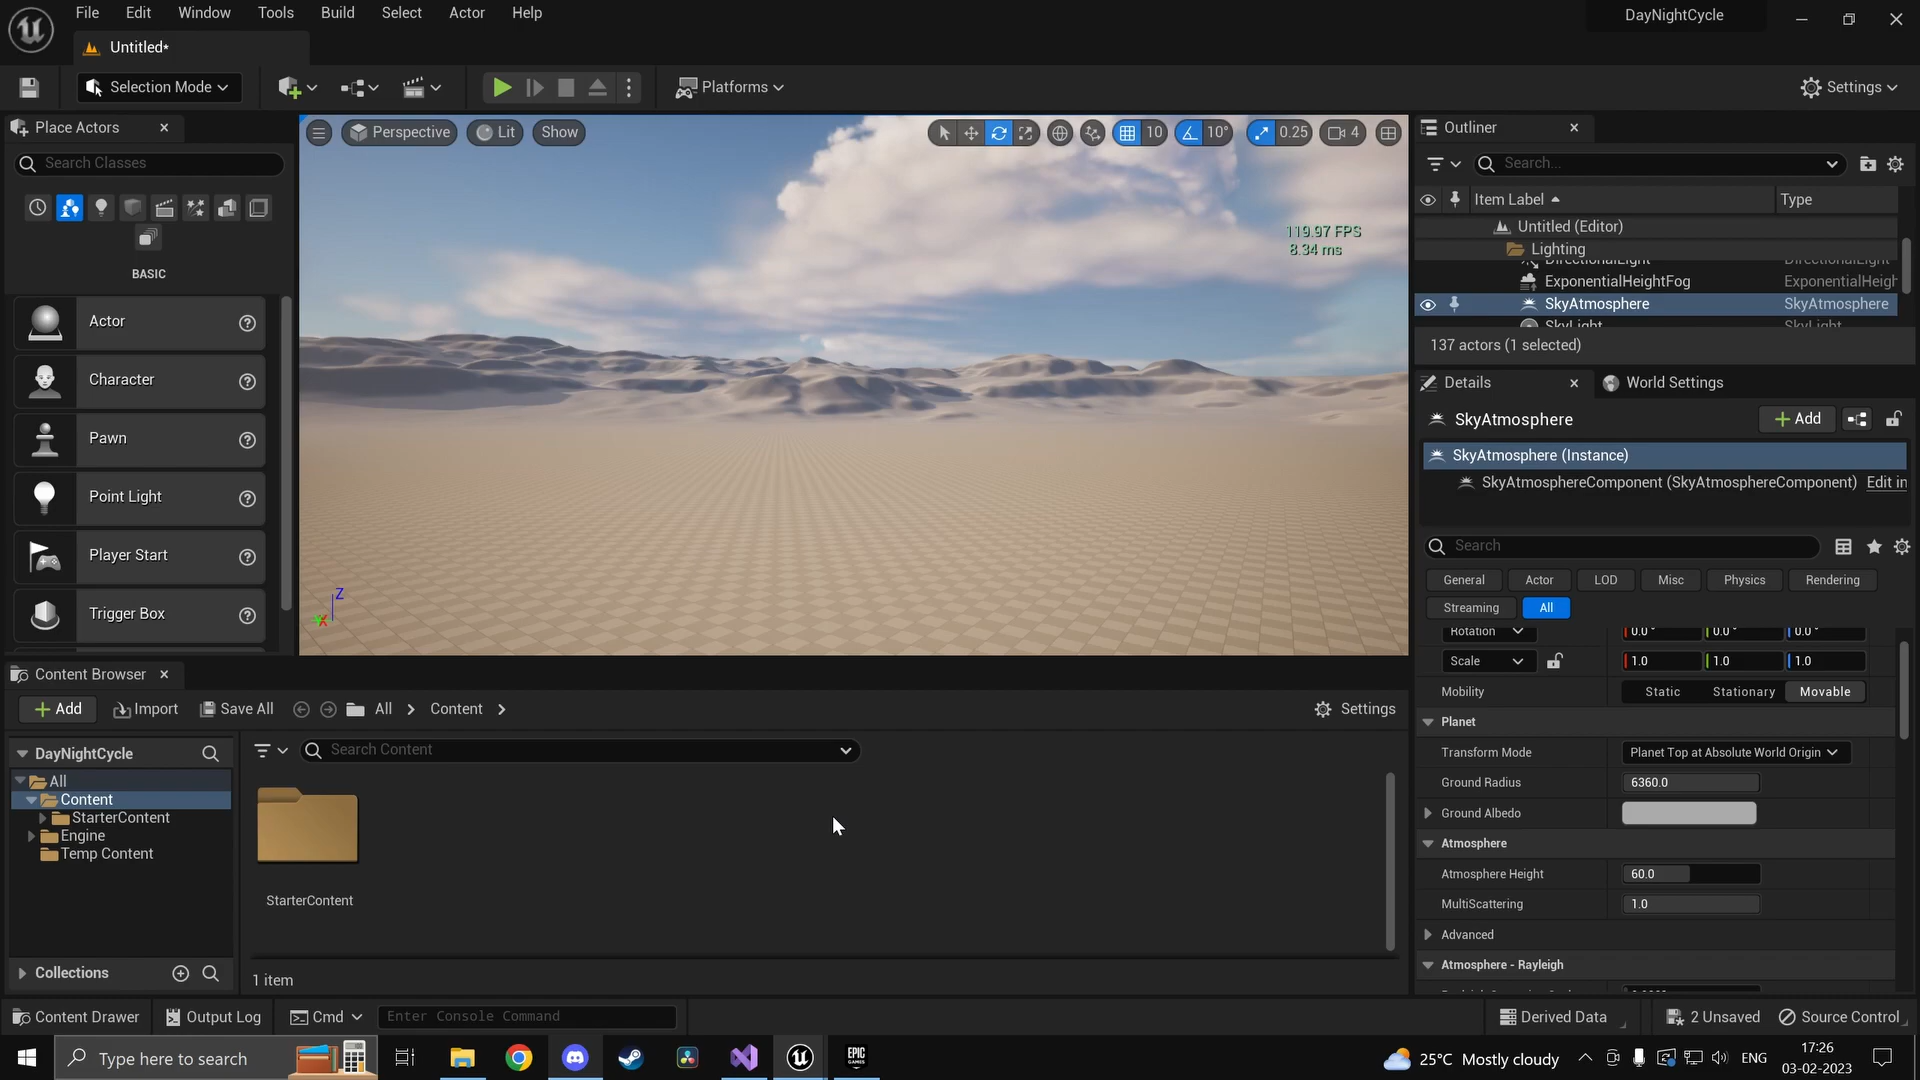 File Edit Window Tools Build Select Actor Help
DayNightCycle
Untitled*
Selection Mode
Platforms
Settings
Place Actors
Search Classes
BASIC
Actor
Character
Pawn
Point Light
Player Start
Trigger Box
Perspective
Lit
Show
10
10°
0.25
4
119.97 FPS
8.34 ms
Z
X
Outliner
Search...
Item Label
Type
Untitled (Editor)
Lighting
DirectionalLight DirectionalLight
ExponentialHeightFog ExponentialHeigh
SkyAtmosphere SkyAtmosphere
SkyLight SkyLight
137 actors (1 selected)
Details
World Settings
SkyAtmosphere
Add
SkyAtmosphere (Instance)
SkyAtmosphereComponent (SkyAtmosphereComponent) Edit in
Search
General Actor LOD Misc Physics Rendering
Streaming All
Rotation 0.0° 0.0° 0.0°
Scale 1.0 1.0 1.0
Mobility Static Stationary Movable
Planet
Transform Mode Planet Top at Absolute World Origin
Ground Radius 6360.0
Ground Albedo
Atmosphere
Atmosphere Height 60.0
MultiScattering 1.0
Advanced
Atmosphere - Rayleigh
Content Browser
Add Import Save All All Content Settings
DayNightCycle
Search Content
All
Content
StarterContent
Engine
Temp Content
Collections
StarterContent
1 item
Content Drawer Output Log Cmd Enter Console Command
Derived Data 2 Unsaved Source Control
Type here to search
EPIC
GAMES
25°C Mostly cloudy
ENG
17:26
03-02-2023